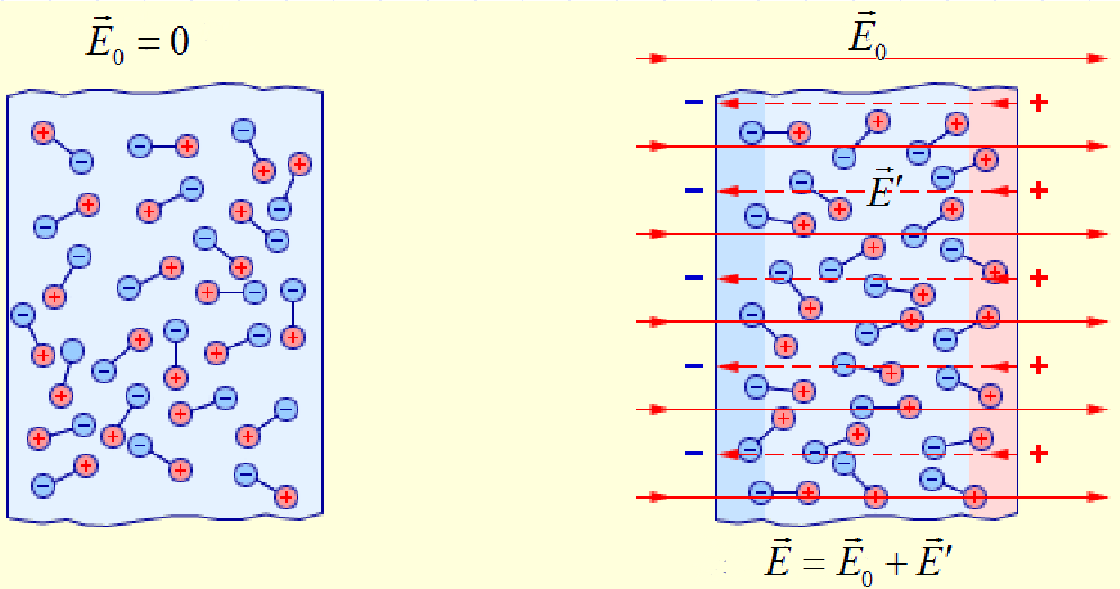 E⃗₀ = 0
E⃗₀
E⃗′
E⃗ = E⃗₀ + E⃗′